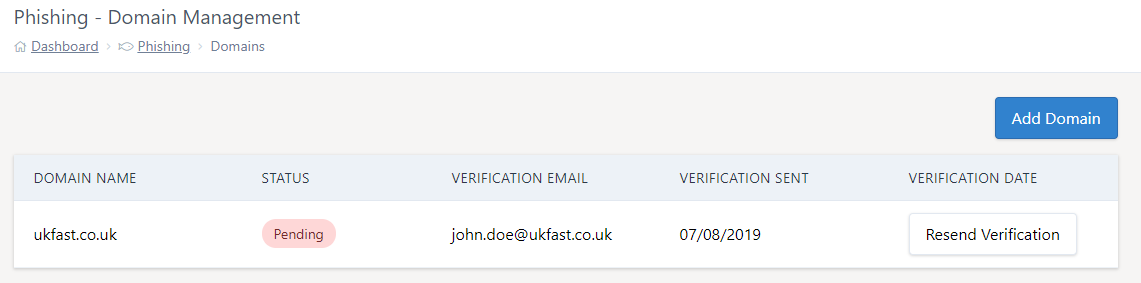 Phishing - Domain Management
Dashboard › Phishing › Domains
Add Domain
DOMAIN NAME STATUS VERIFICATION EMAIL VERIFICATION SENT VERIFICATION DATE
ukfast.co.uk Pending john.doe@ukfast.co.uk 07/08/2019 Resend Verification